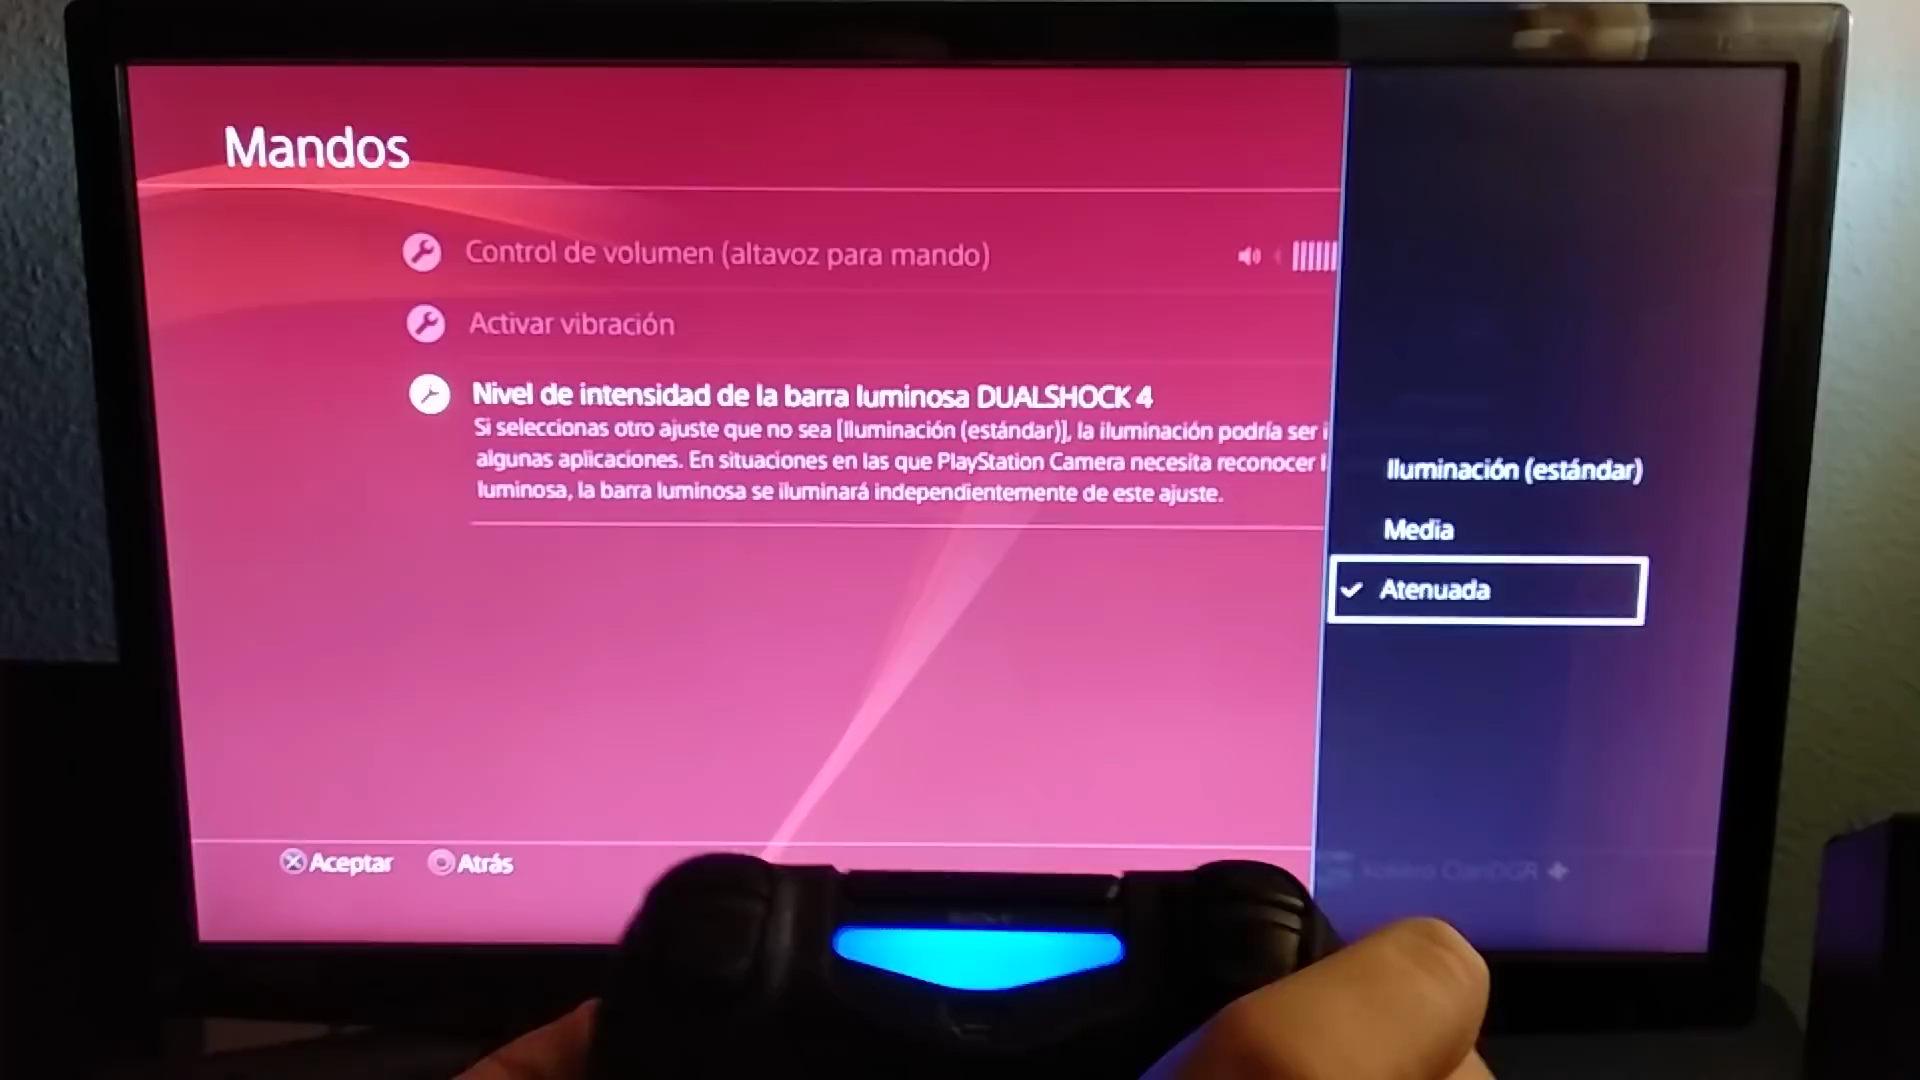 Mandos
Control de volumen (altavoz para mando)
Activar vibración
Nivel de intensidad de la barra luminosa DUALSHOCK 4
Si seleccionas otro ajuste que no sea [Iluminación (estándar)], la iluminación podría ser
algunas aplicaciones. En situaciones en las que PlayStation Camera necesita reconocer
luminosa, la barra luminosa se iluminará independientemente de este ajuste.
Iluminación (estándar)
Media
Atenuada
Aceptar
Atrás
SONY